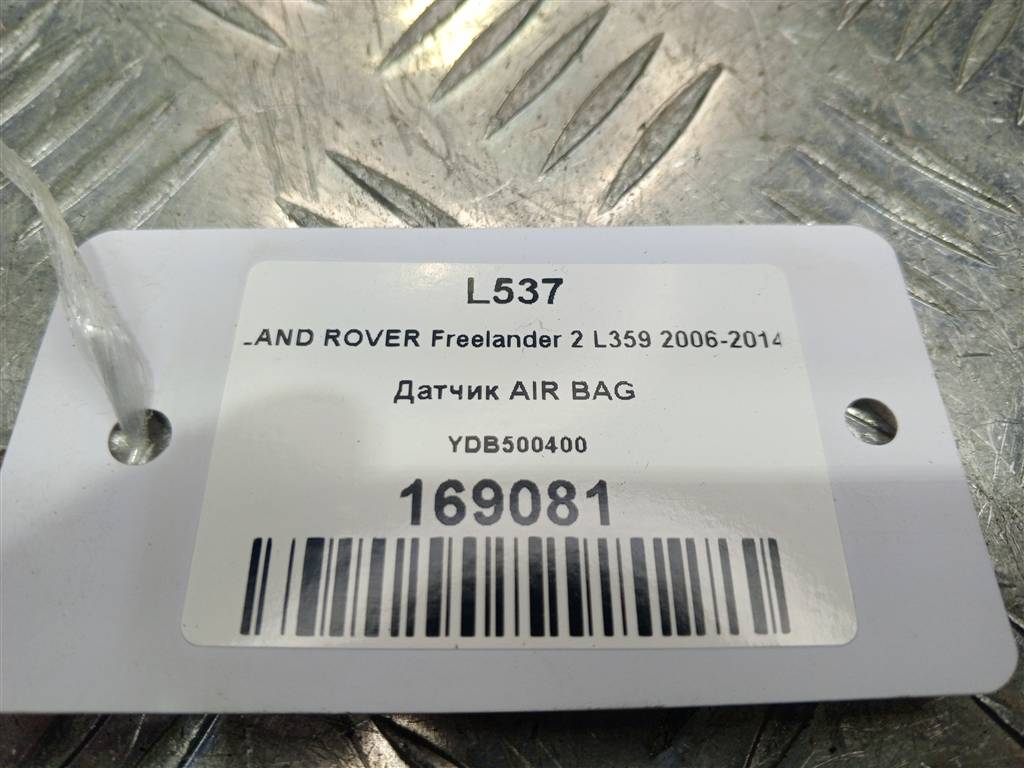 L537
LAND ROVER Freelander 2 L359 2006-2014
Датчик AIR BAG
YDB500400
169081